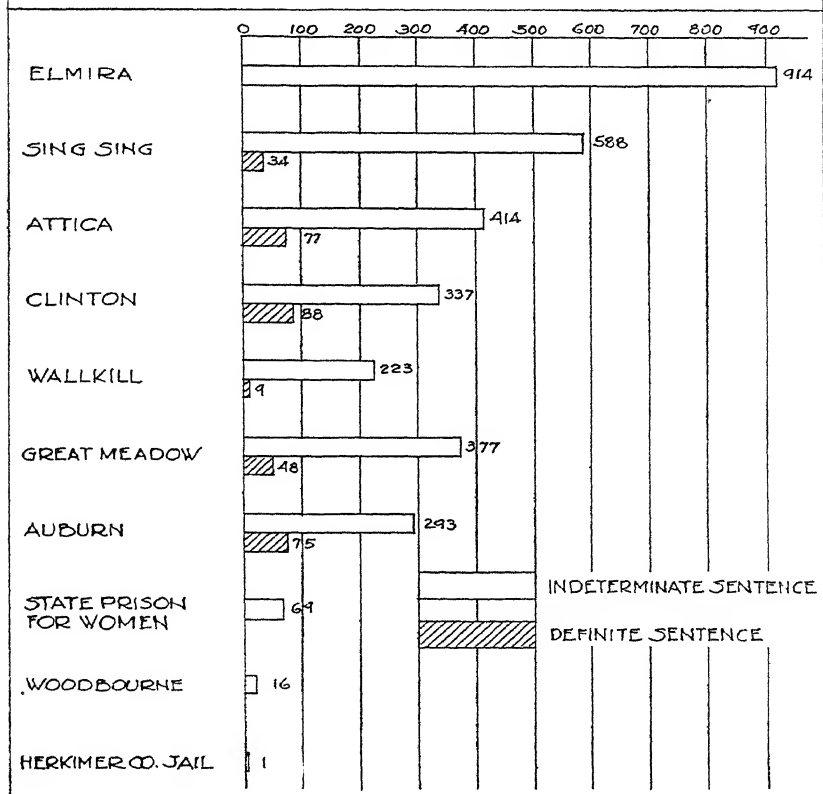 0 100 200 300 400 500 600 700 800 900
ELMIRA 914
SING SING 588
34
ATTICA 414
77
CLINTON 337
88
WALLKILL 223
9
GREAT MEADOW 377
48
AUBURN 293
75
INDETERMINATE SENTENCE
STATE PRISON 69
FOR WOMEN
DEFINITE SENTENCE
WOODBOURNE 16
HERKIMER CO. JAIL 1